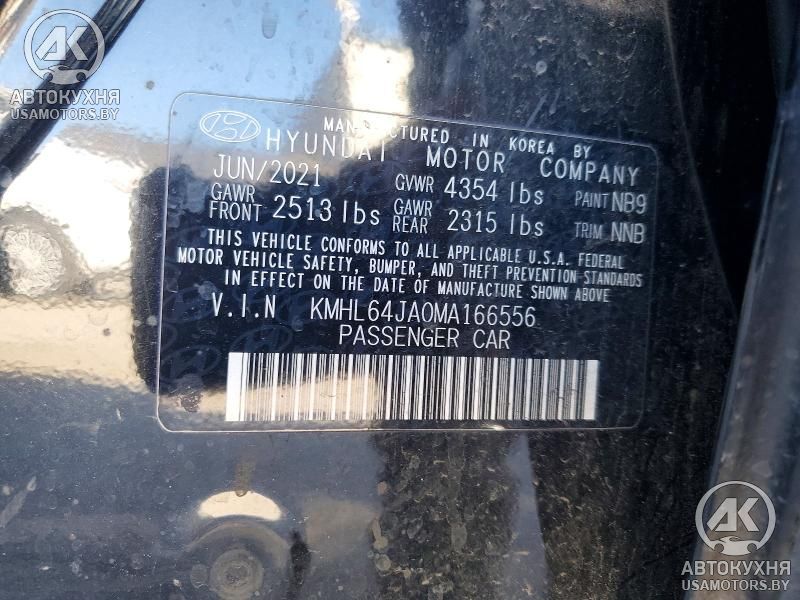 AK
АВТОКУХНЯ
USAMOTORS.BY
MANUFACTURED IN KOREA BY
HYUNDAI MOTOR COMPANY
JUN/2021 GVWR 4354 lbs PAINT NB9
GAWR FRONT 2513 lbs GAWR REAR 2315 lbs TRIM NNB
THIS VEHICLE CONFORMS TO ALL APPLICABLE U.S.A. FEDERAL
MOTOR VEHICLE SAFETY, BUMPER, AND THEFT PREVENTION STANDARDS
IN EFFECT ON THE DATE OF MANUFACTURE SHOWN ABOVE
V.I.N KMHL64JA0MA166556
PASSENGER CAR
AK
АВТОКУХНЯ
USAMOTORS.BY